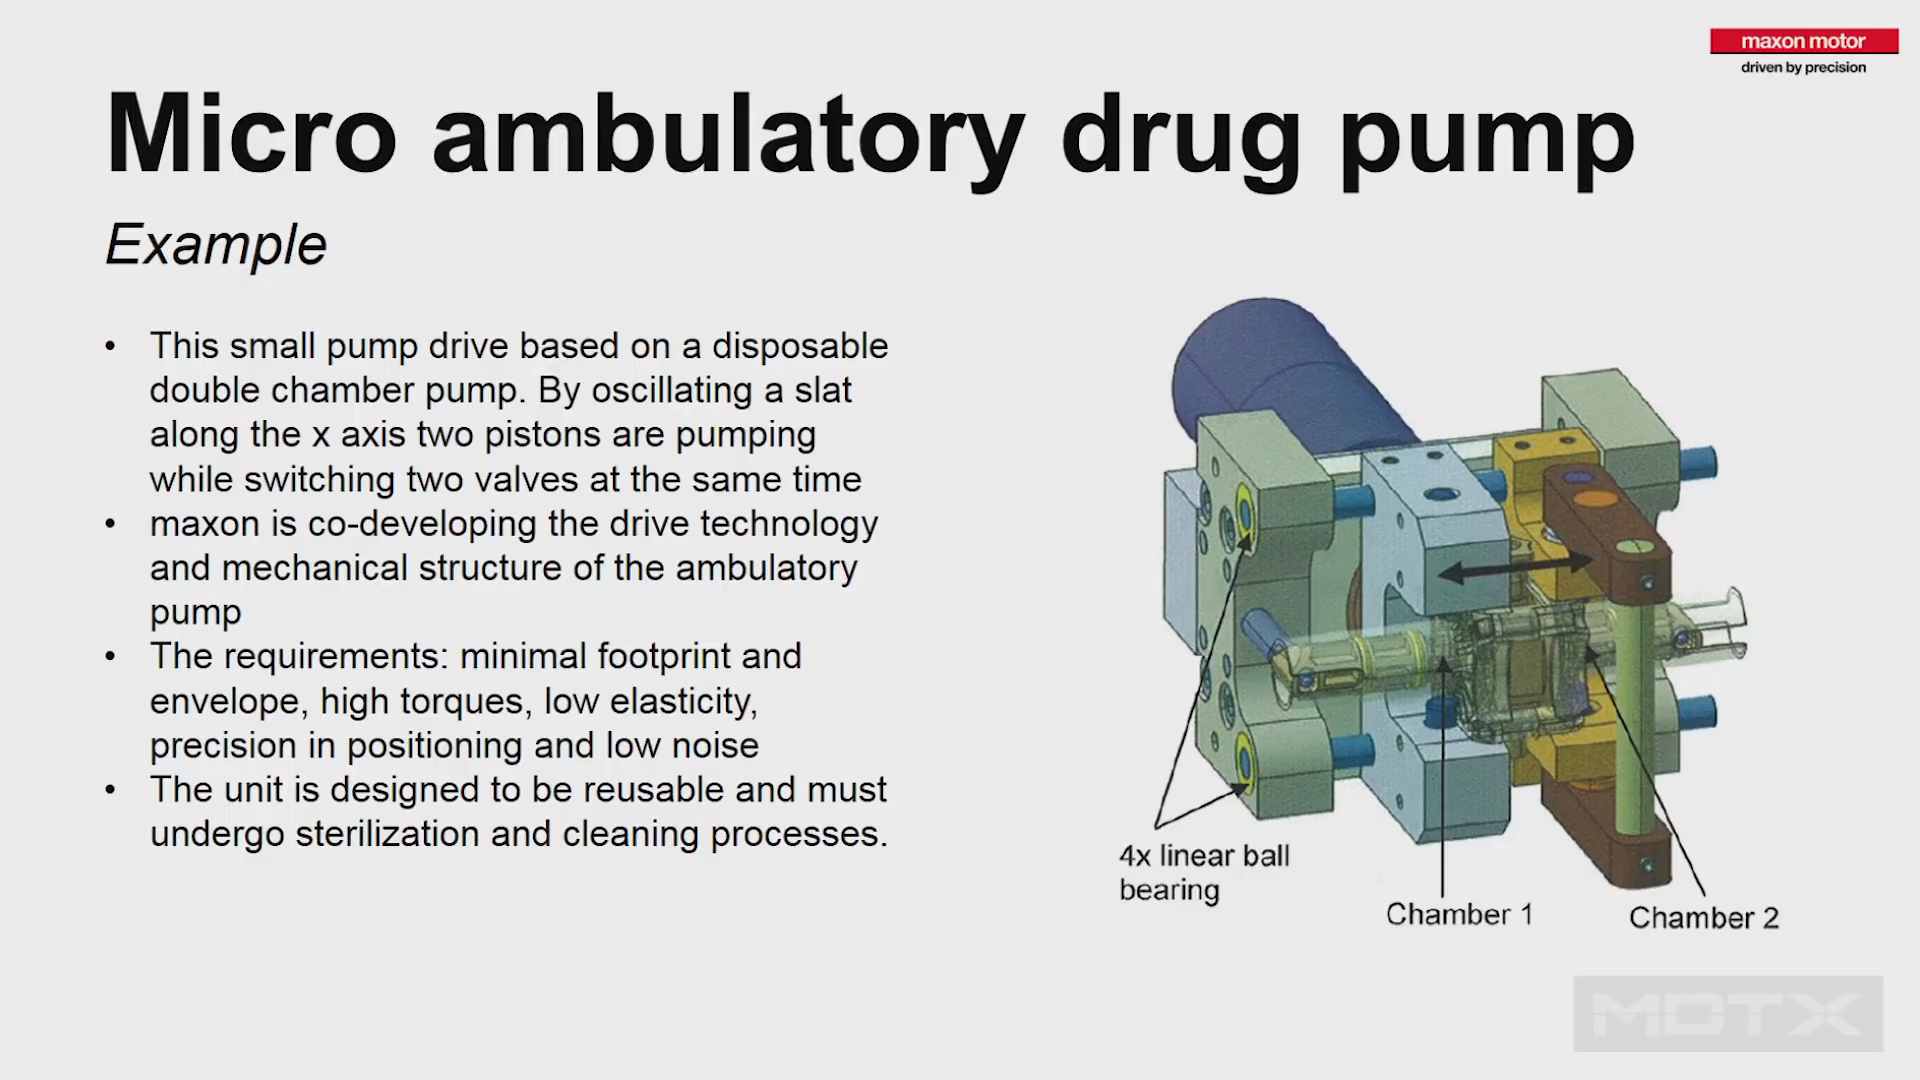 maxon motor
driven by precision
Micro ambulatory drug pump
Example
• This small pump drive based on a disposable
double chamber pump. By oscillating a slat
along the x axis two pistons are pumping
while switching two valves at the same time
• maxon is co-developing the drive technology
and mechanical structure of the ambulatory
pump
• The requirements: minimal footprint and
envelope, high torques, low elasticity,
precision in positioning and low noise
• The unit is designed to be reusable and must
undergo sterilization and cleaning processes.
4x linear ball
bearing
Chamber 1
Chamber 2
MDTX